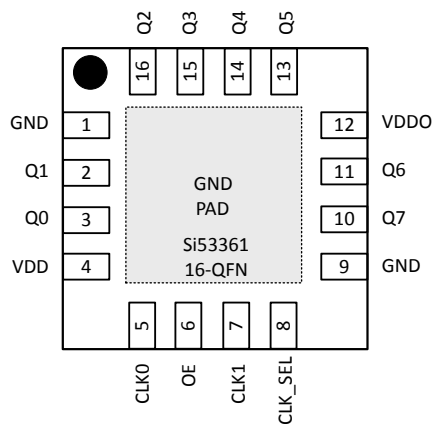 Q2 Q3 Q4 Q5
16 15 14 13
GND 1 12 VDDO
Q1 2 11 Q6
Q0 3 10 Q7
VDD 4 9 GND
GND
PAD
Si53361
16-QFN
5 6 7 8
CLK0 OE CLK1 CLK_SEL